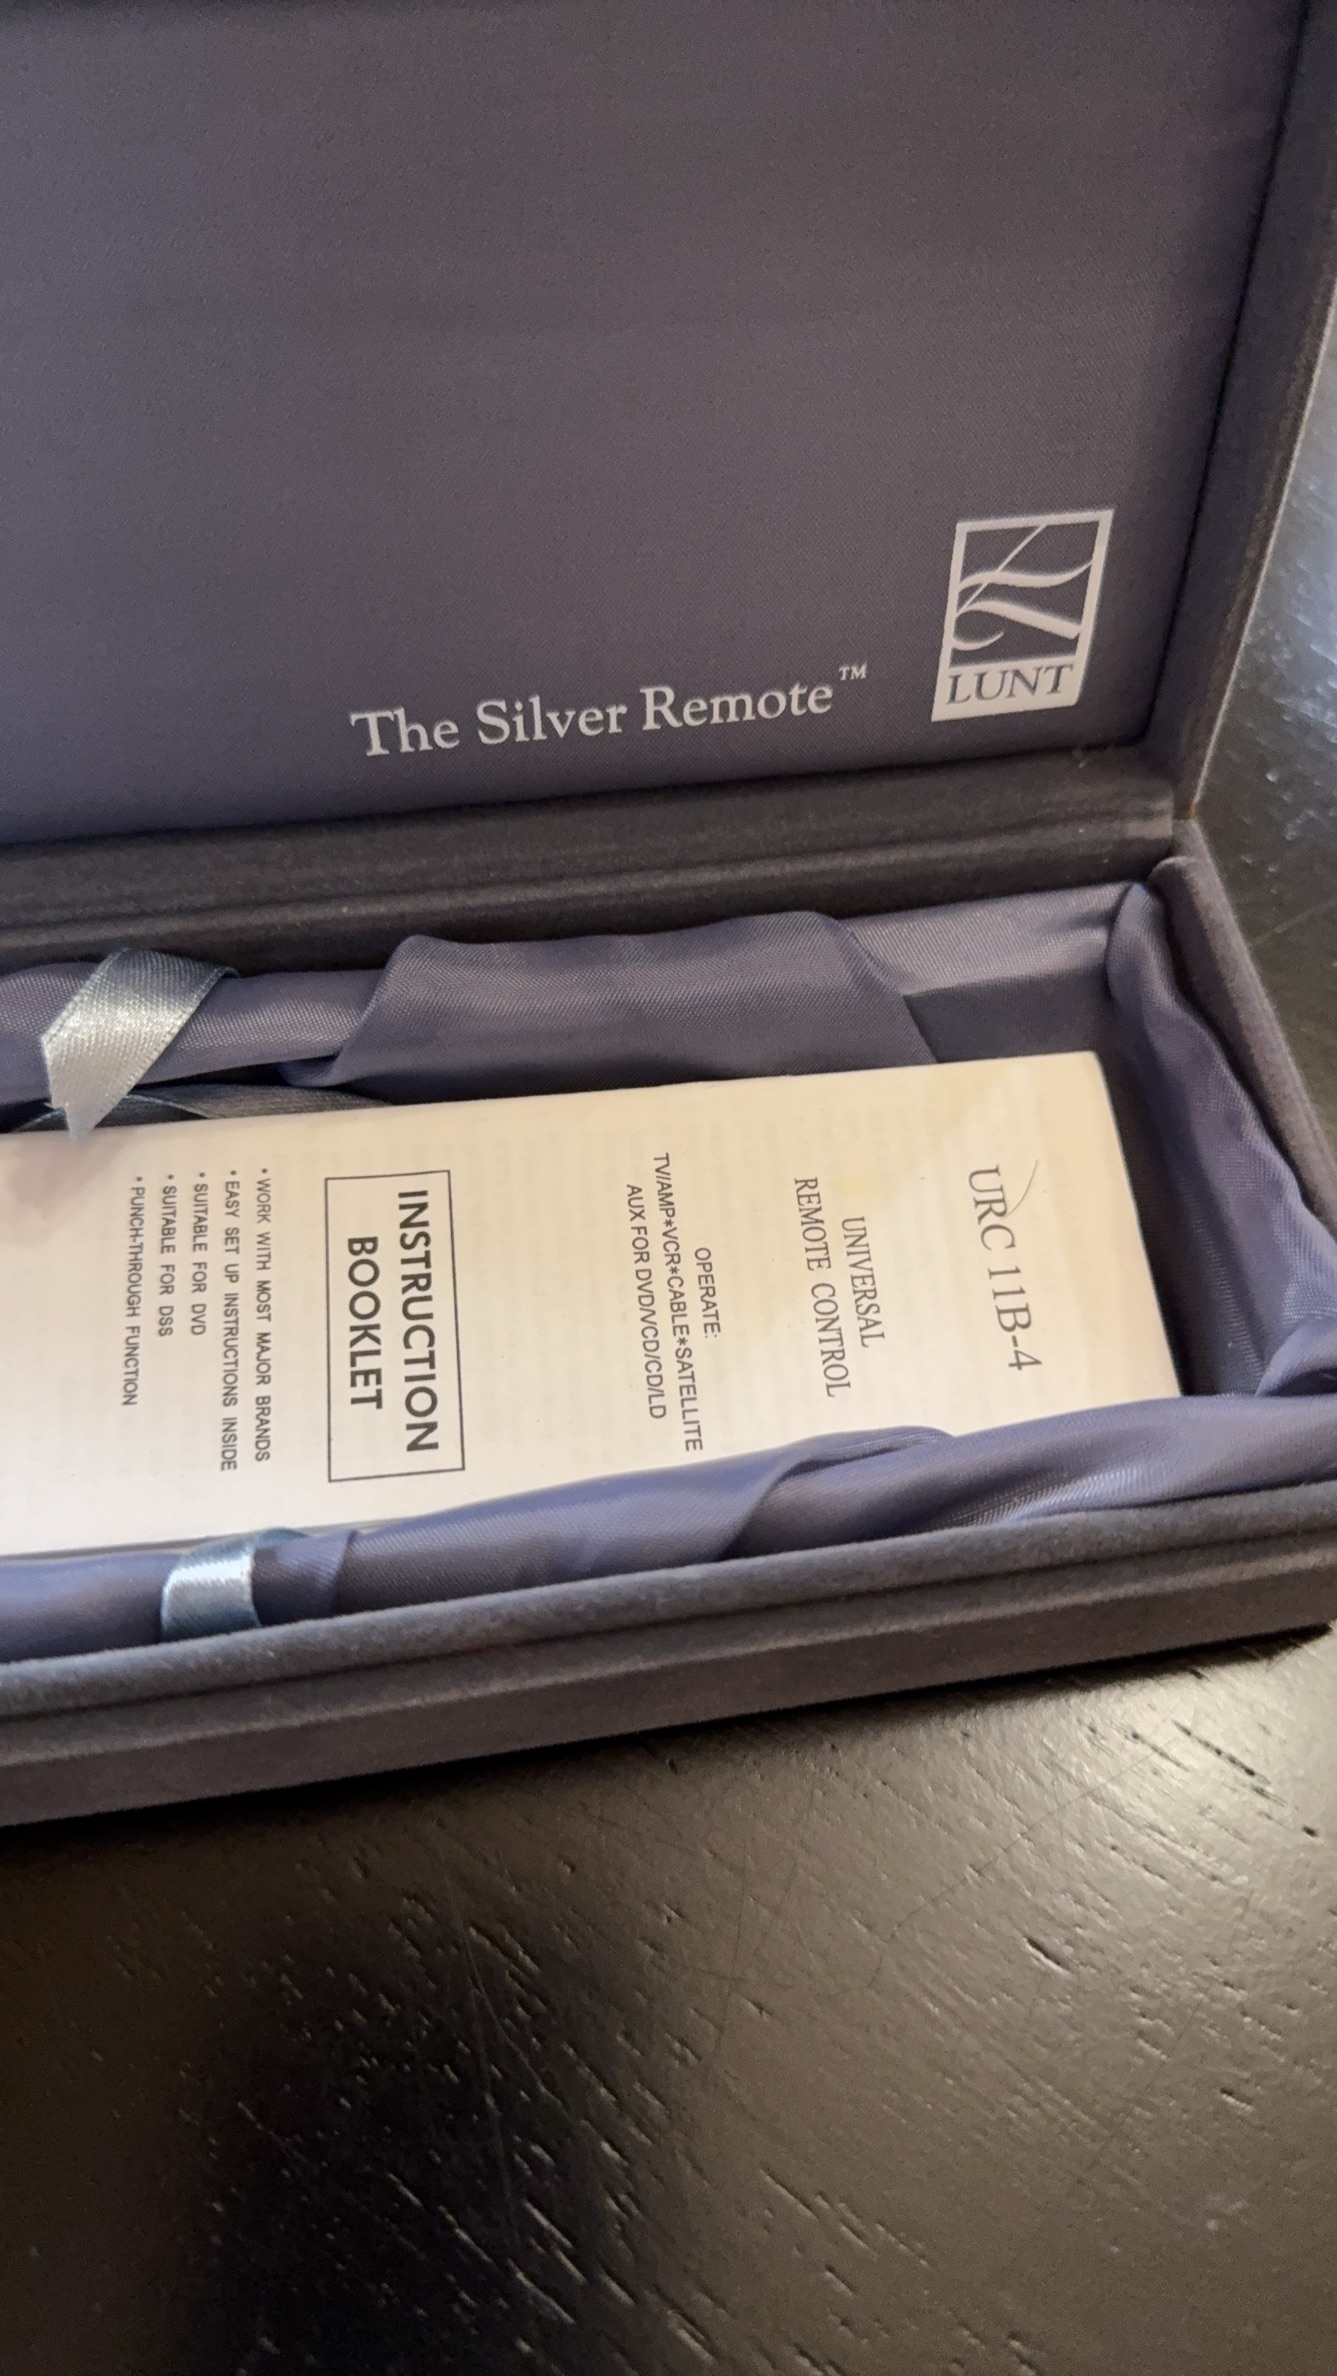 LUNT
The Silver Remote™
URC 11B-4
UNIVERSAL
REMOTE CONTROL
OPERATE:
TV/AMP*VCR*CABLE*SATELLITE
AUX FOR DVD/VCD/CD/LD
INSTRUCTION
BOOKLET
• WORK WITH MOST MAJOR BRANDS
• EASY SET UP INSTRUCTIONS INSIDE
• SUITABLE FOR DVD
• SUITABLE FOR DSS
• PUNCH-THROUGH FUNCTION